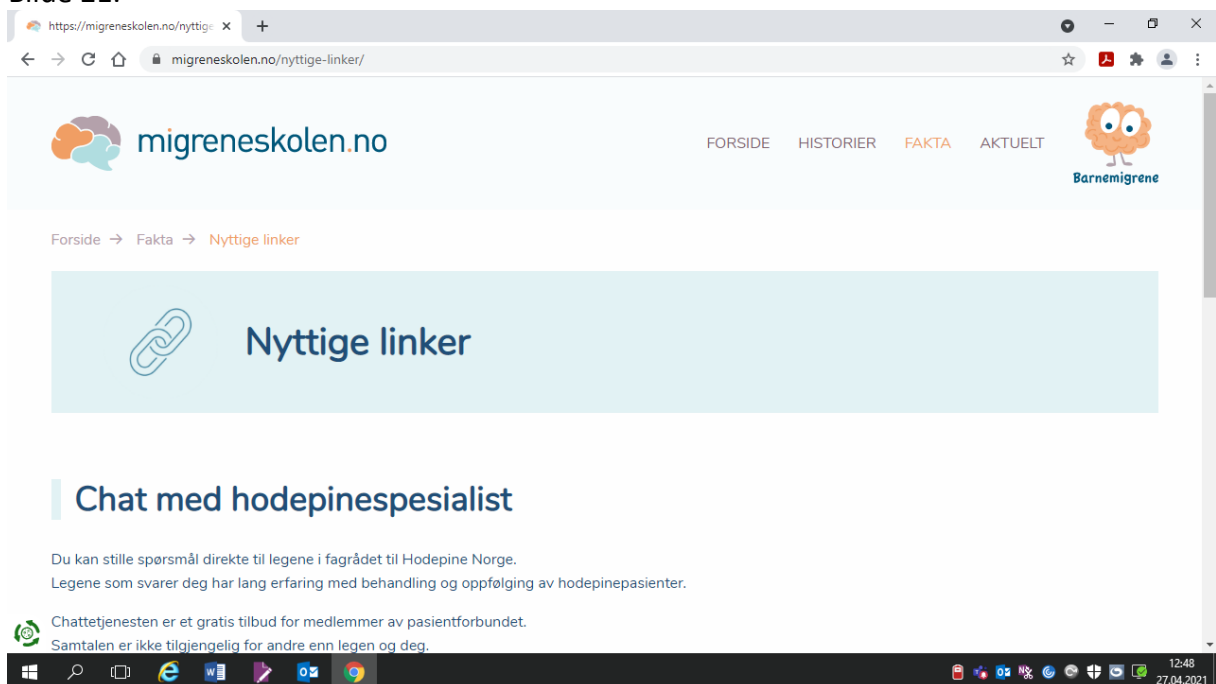 https://migreneskolen.no/nyttige
migreneskolen.no/nyttige-linker/
migreneskolen.no
FORSIDE HISTORIER FAKTA AKTUELT
Barnemigrene
Forside → Fakta → Nyttige linker
Nyttige linker
Chat med hodepinespesialist
Du kan stille spørsmål direkte til legene i fagrådet til Hodepine Norge.
Legene som svarer deg har lang erfaring med behandling og oppfølging av hodepinepasienter.
Chattetjenesten er et gratis tilbud for medlemmer av pasientforbundet.
Samtalen er ikke tilgjengelig for andre enn legen og deg.
12:48
27.04.2021